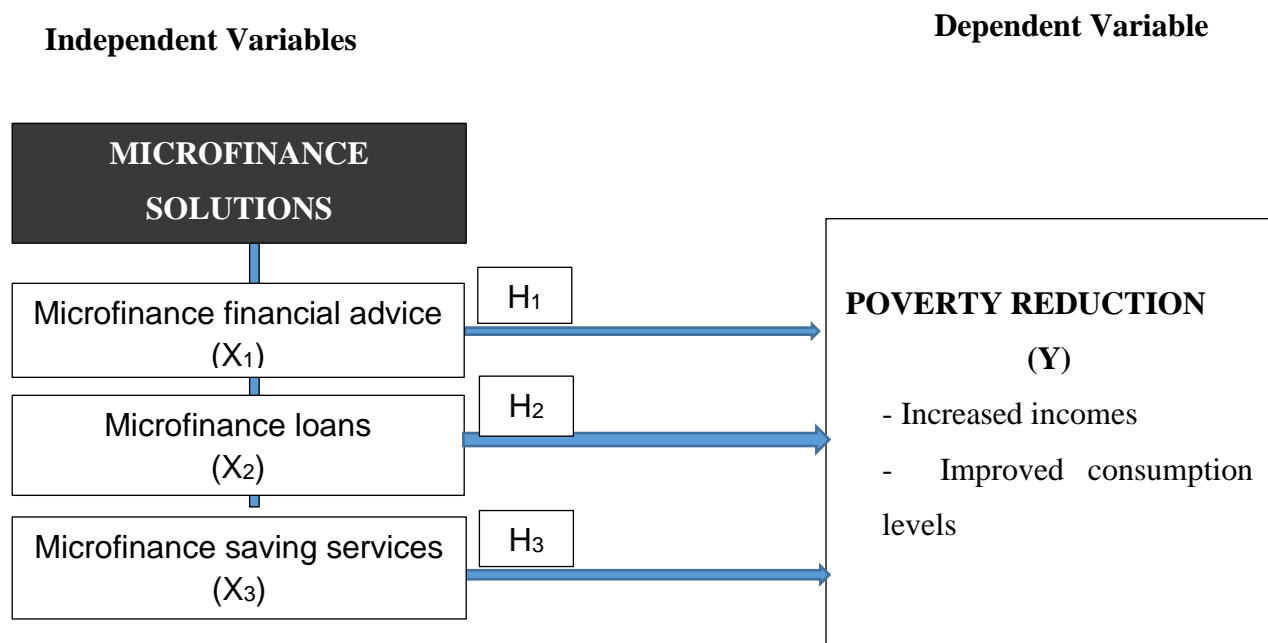 Independent Variables
Dependent Variable
MICROFINANCE
SOLUTIONS
Microfinance financial advice
(X₁)
H₁
Microfinance loans
(X₂)
H₂
Microfinance saving services
(X₃)
H₃
POVERTY REDUCTION
(Y)
- Increased incomes
- Improved consumption
levels